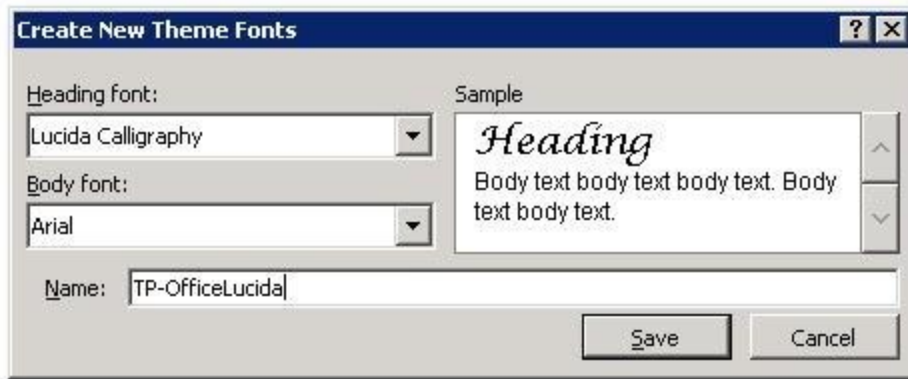 Create New Theme Fonts
Heading font:
Lucida Calligraphy
Body font:
Arial
Sample
Heading
Body text body text body text. Body
text body text.
Name: TP-OfficeLucida
Save Cancel